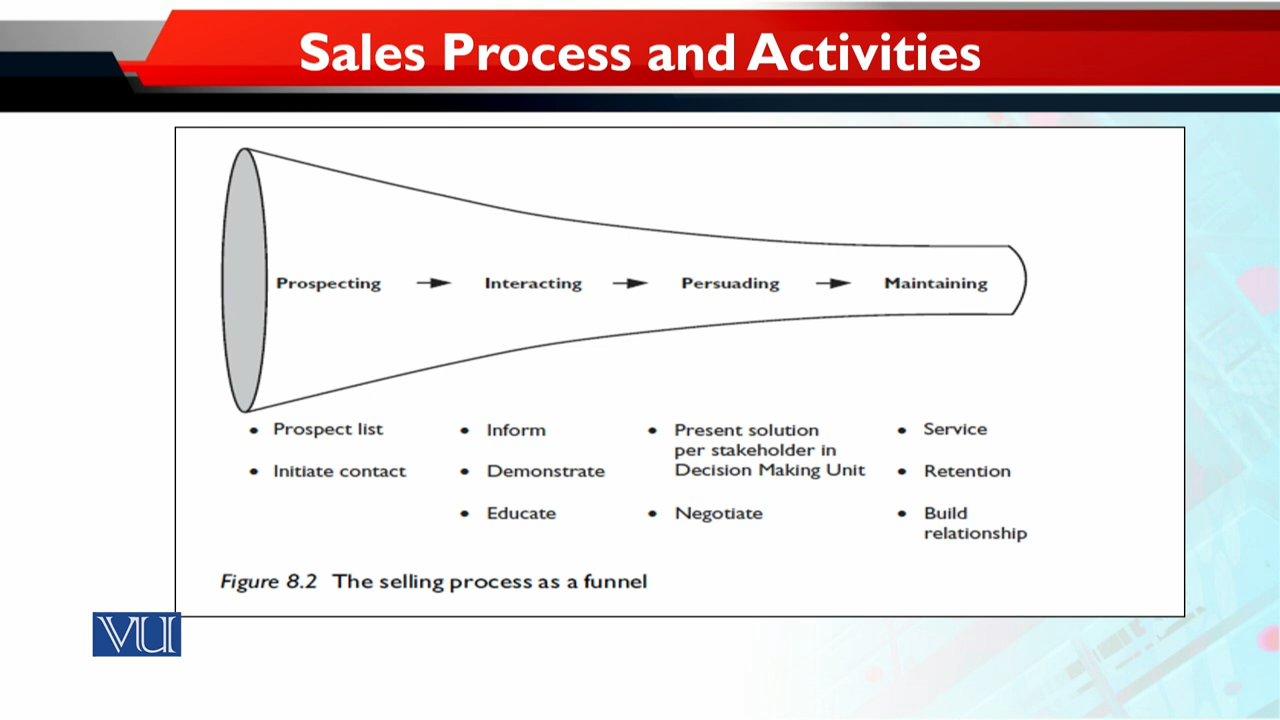 Sales Process and Activities
Prospecting
Interacting
Persuading
Maintaining
• Prospect list
• Initiate contact
• Inform
• Demonstrate
• Educate
• Present solution
per stakeholder in
Decision Making Unit
• Negotiate
• Service
• Retention
• Build
relationship
Figure 8.2 The selling process as a funnel
VU